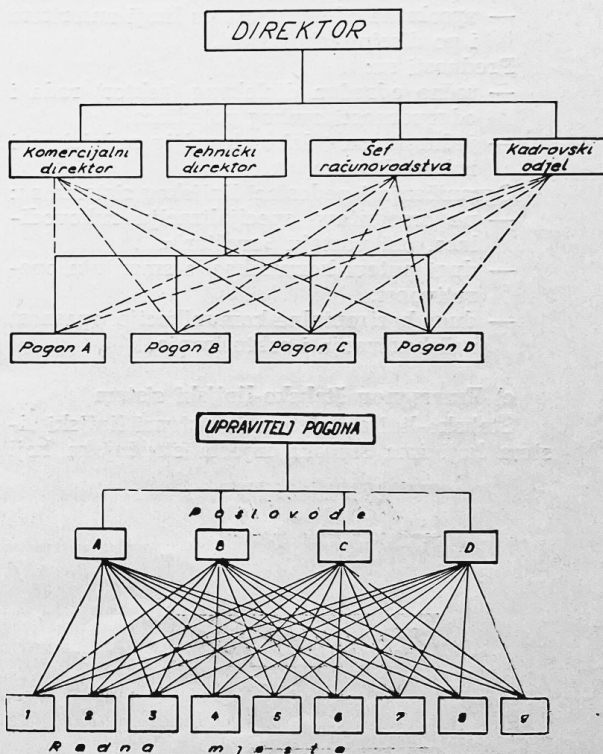 DIREKTOR
Komercijalni direktor
Tehnički direktor
Šef računovodstva
Kadrovski odjel
Pogon A
Pogon B
Pogon C
Pogon D
UPRAVITELJ POGONA
Poslovođe
A
B
C
D
1
2
3
4
5
6
7
8
9
Radna mjesta